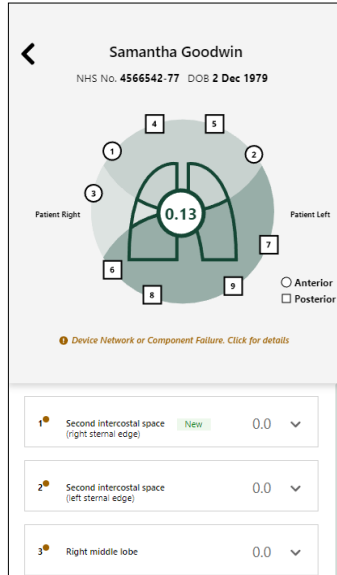 Samantha Goodwin
NHS No. 4566542-77 DOB 2 Dec 1979
4 5
1 2
3
0.13
Patient Right
Patient Left
7
6
9
8
Anterior
Posterior
Device Network or Component Failure. Click for details
1 Second intercostal space New 0.0
(right sternal edge)
2 Second intercostal space 0.0
(left sternal edge)
3 Right middle lobe 0.0